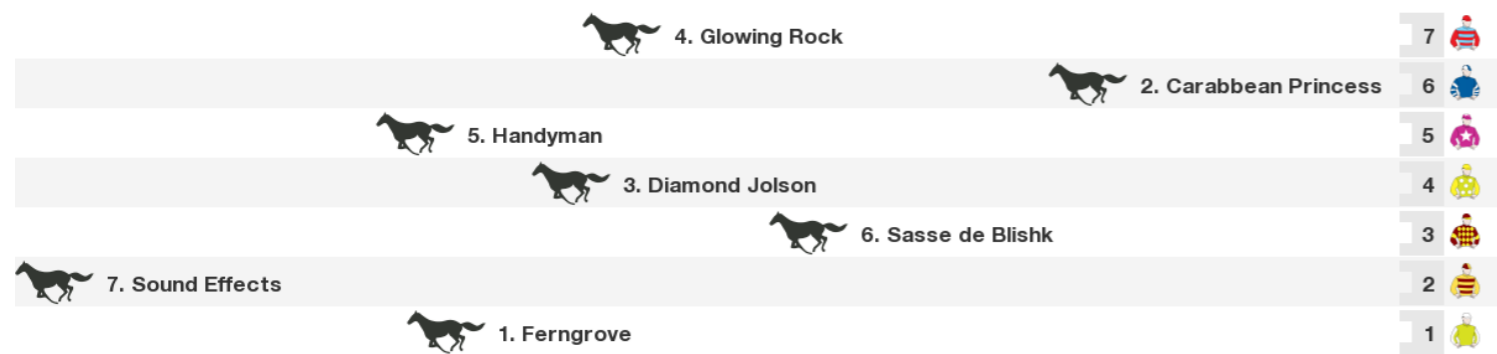 4. Glowing Rock 7
2. Carabbean Princess 6
5. Handyman 5
3. Diamond Jolson 4
6. Sasse de Blishk 3
7. Sound Effects 2
1. Ferngrove 1